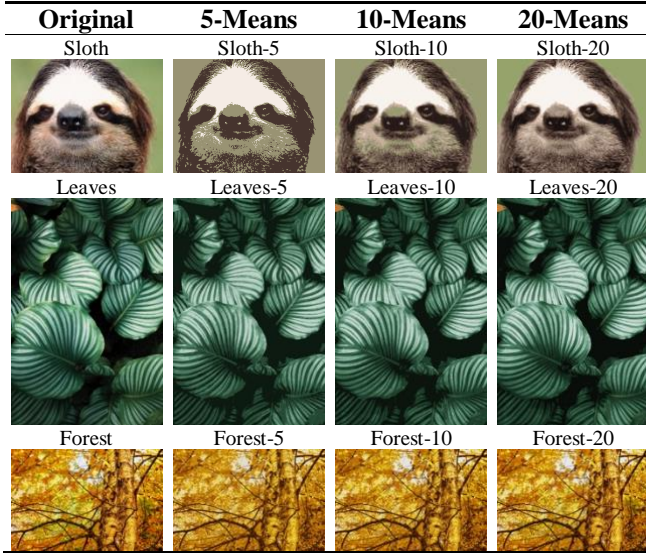 Original 5-Means 10-Means 20-Means
Sloth Sloth-5 Sloth-10 Sloth-20
Leaves Leaves-5 Leaves-10 Leaves-20
Forest Forest-5 Forest-10 Forest-20